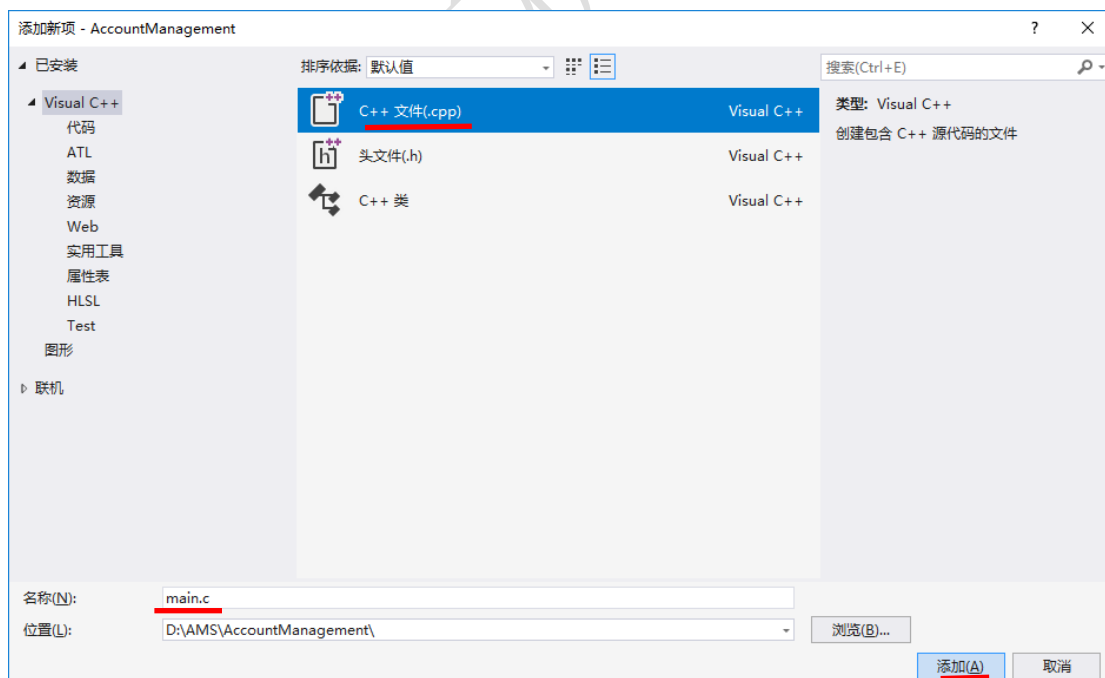 添加新项 - AccountManagement
?
已安装
排序依据: 默认值
搜索(Ctrl+E)
Visual C++
代码
ATL
数据
资源
Web
实用工具
属性表
HLSL
Test
图形
联机
C++ 文件(.cpp) Visual C++
头文件(.h) Visual C++
C++ 类 Visual C++
类型: Visual C++
创建包含 C++ 源代码的文件
名称(N): main.c
位置(L): D:\AMS\AccountManagement\ 浏览(B)...
添加(A) 取消